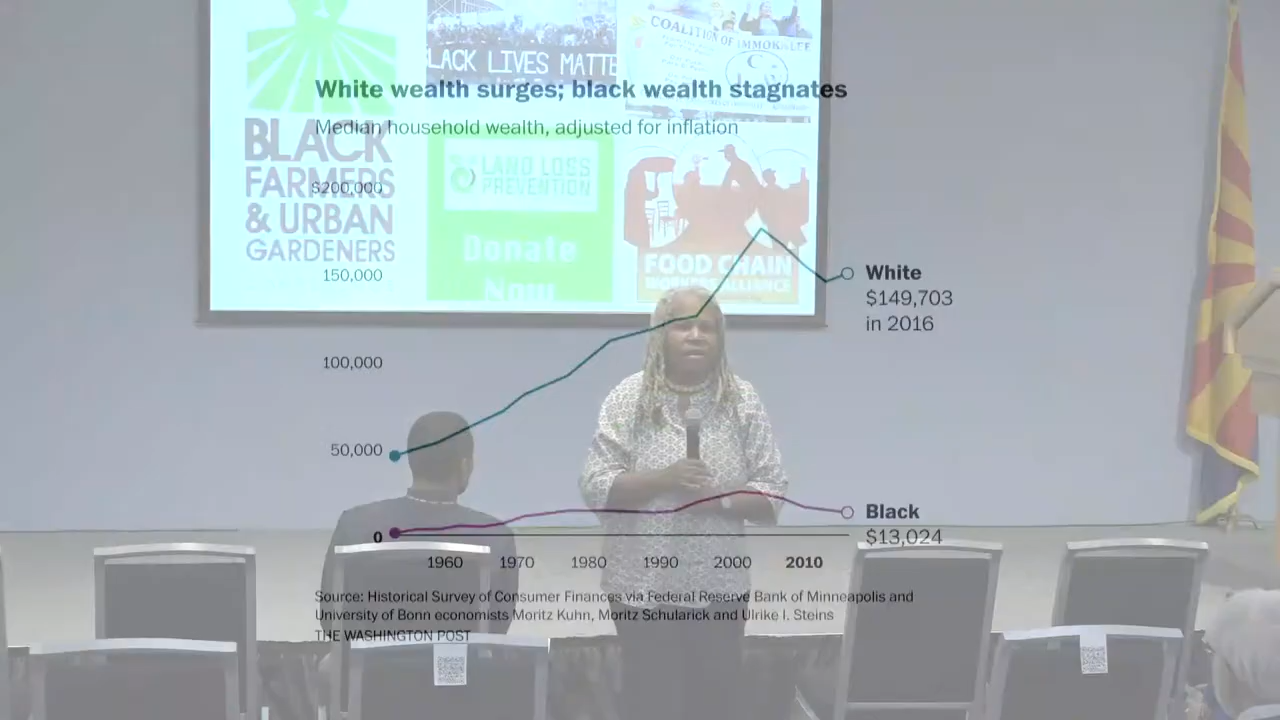 BLACK LIVES MATTE
COALITION OF IMMOKALEE
White wealth surges; black wealth stagnates
Median household wealth, adjusted for inflation
BLACK
FARMERS
& URBAN
GARDENERS
LAND LOSS
PREVENTION
Donate
Now
FOOD CHAIN
WORKERS ALLIANCE
$200,000
150,000
100,000
50,000
0
White
$149,703
in 2016
Black
$13,024
1960 1970 1980 1990 2000 2010
Source: Historical Survey of Consumer Finances via Federal Reserve Bank of Minneapolis and
University of Bonn economists Moritz Kuhn, Moritz Schularick and Ulrike I. Steins
THE WASHINGTON POST